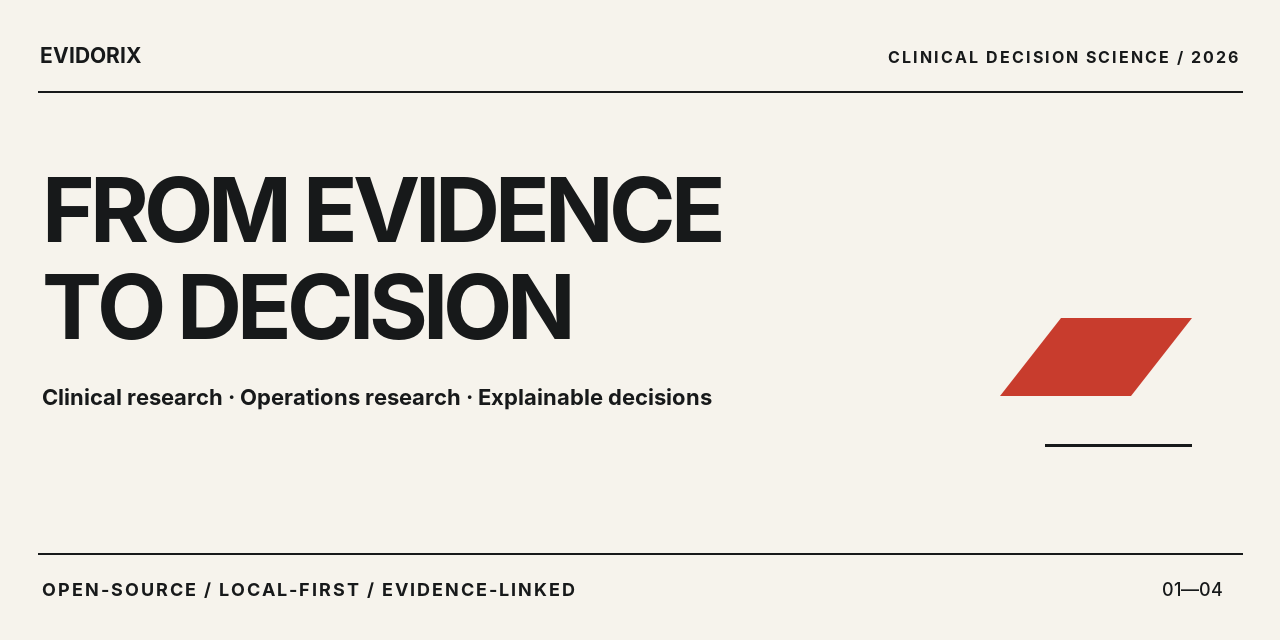 EVIDORIX
CLINICAL DECISION SCIENCE / 2026
FROM EVIDENCE
TO DECISION
Clinical research · Operations research · Explainable decisions
OPEN-SOURCE / LOCAL-FIRST / EVIDENCE-LINKED
01—04